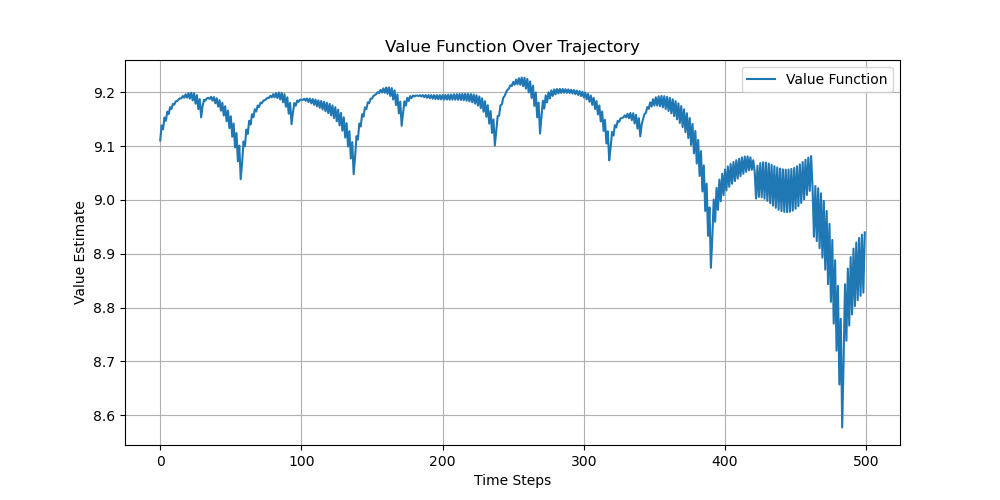 Value Function Over Trajectory
Value Function
9.2
9.1
9.0
8.9
8.8
8.7
8.6
Value Estimate
0 100 200 300 400 500
Time Steps